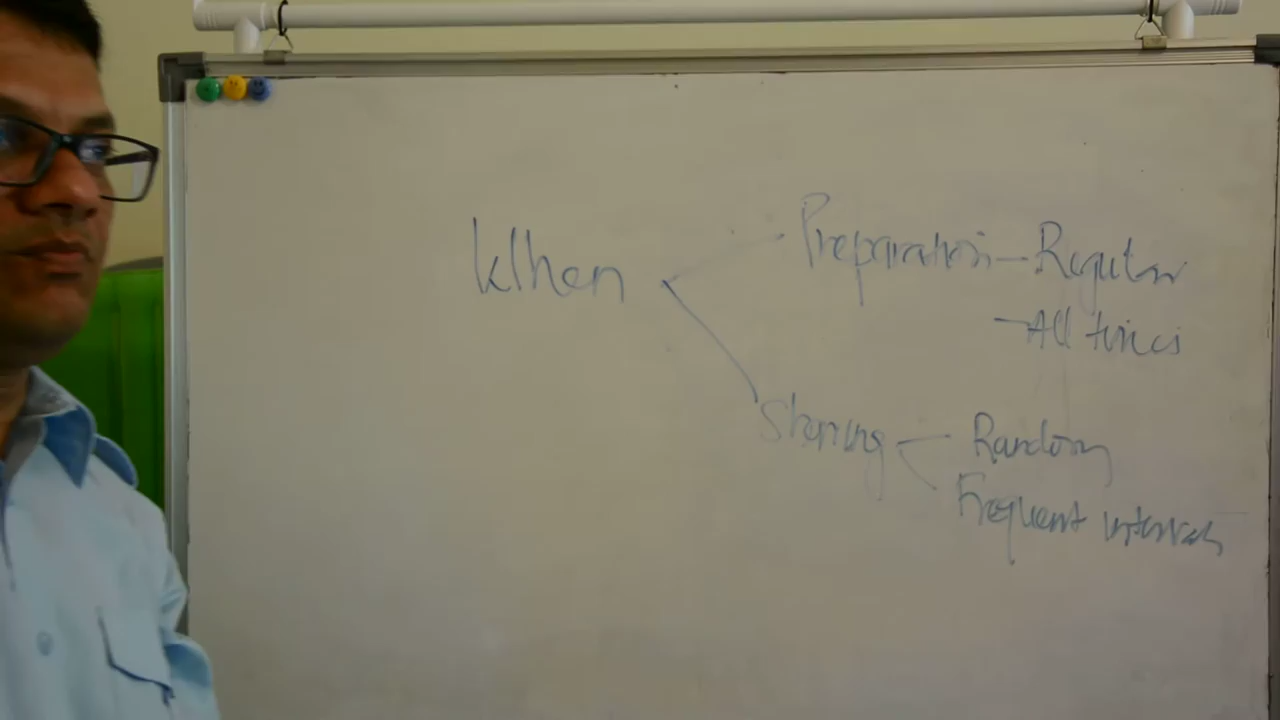 When
Preparation - Regular
- All times
Sharing - Random
Frequent intervals